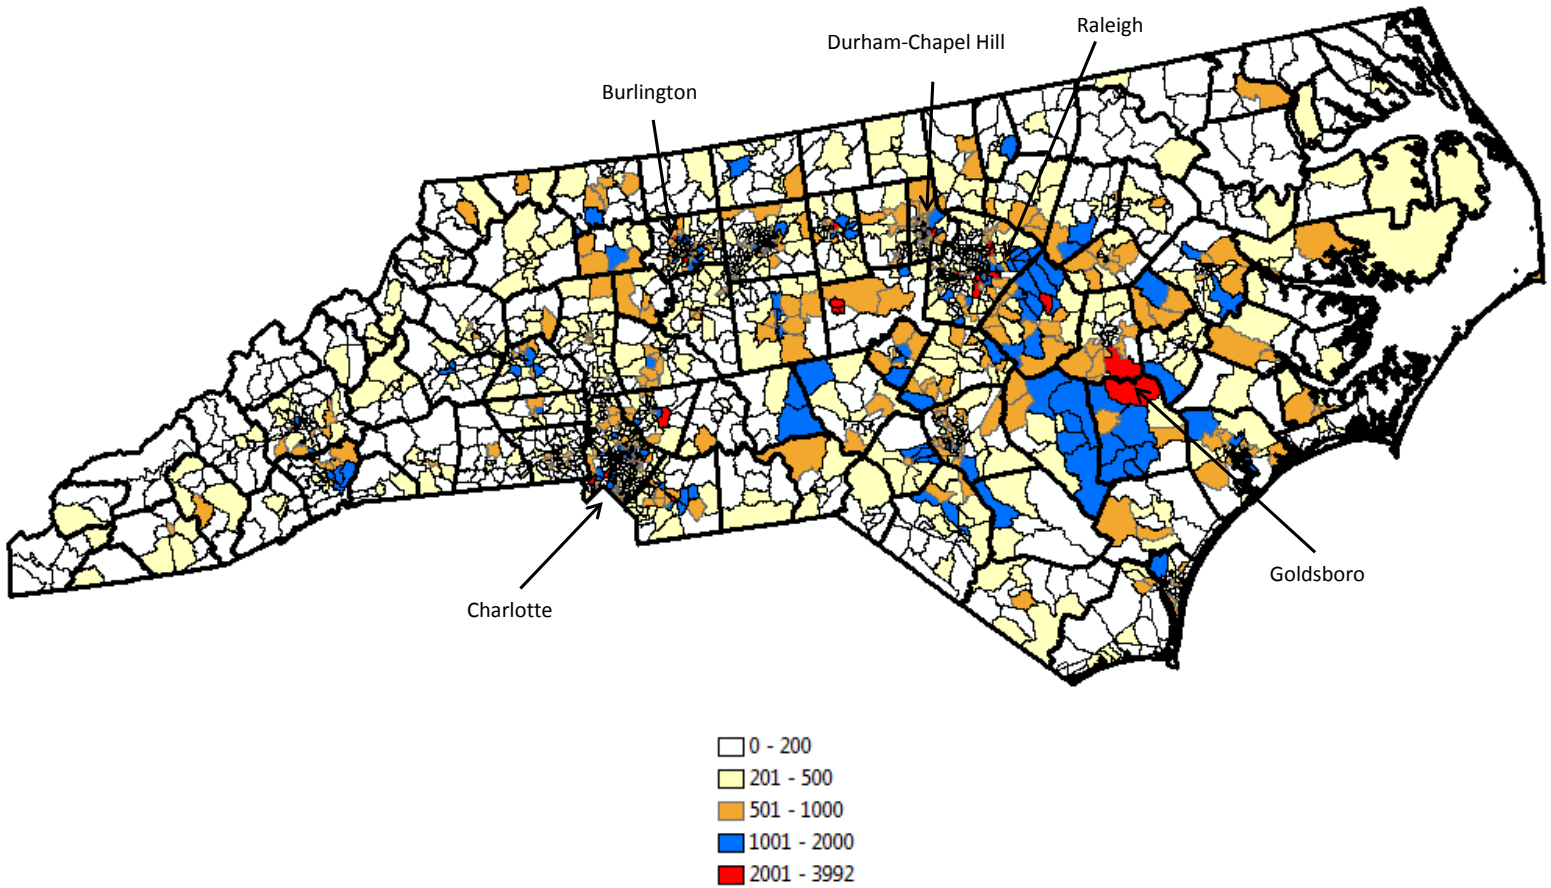 Raleigh
Durham-Chapel Hill
Burlington
Goldsboro
Charlotte
0 - 200
201 - 500
501 - 1000
1001 - 2000
2001 - 3992